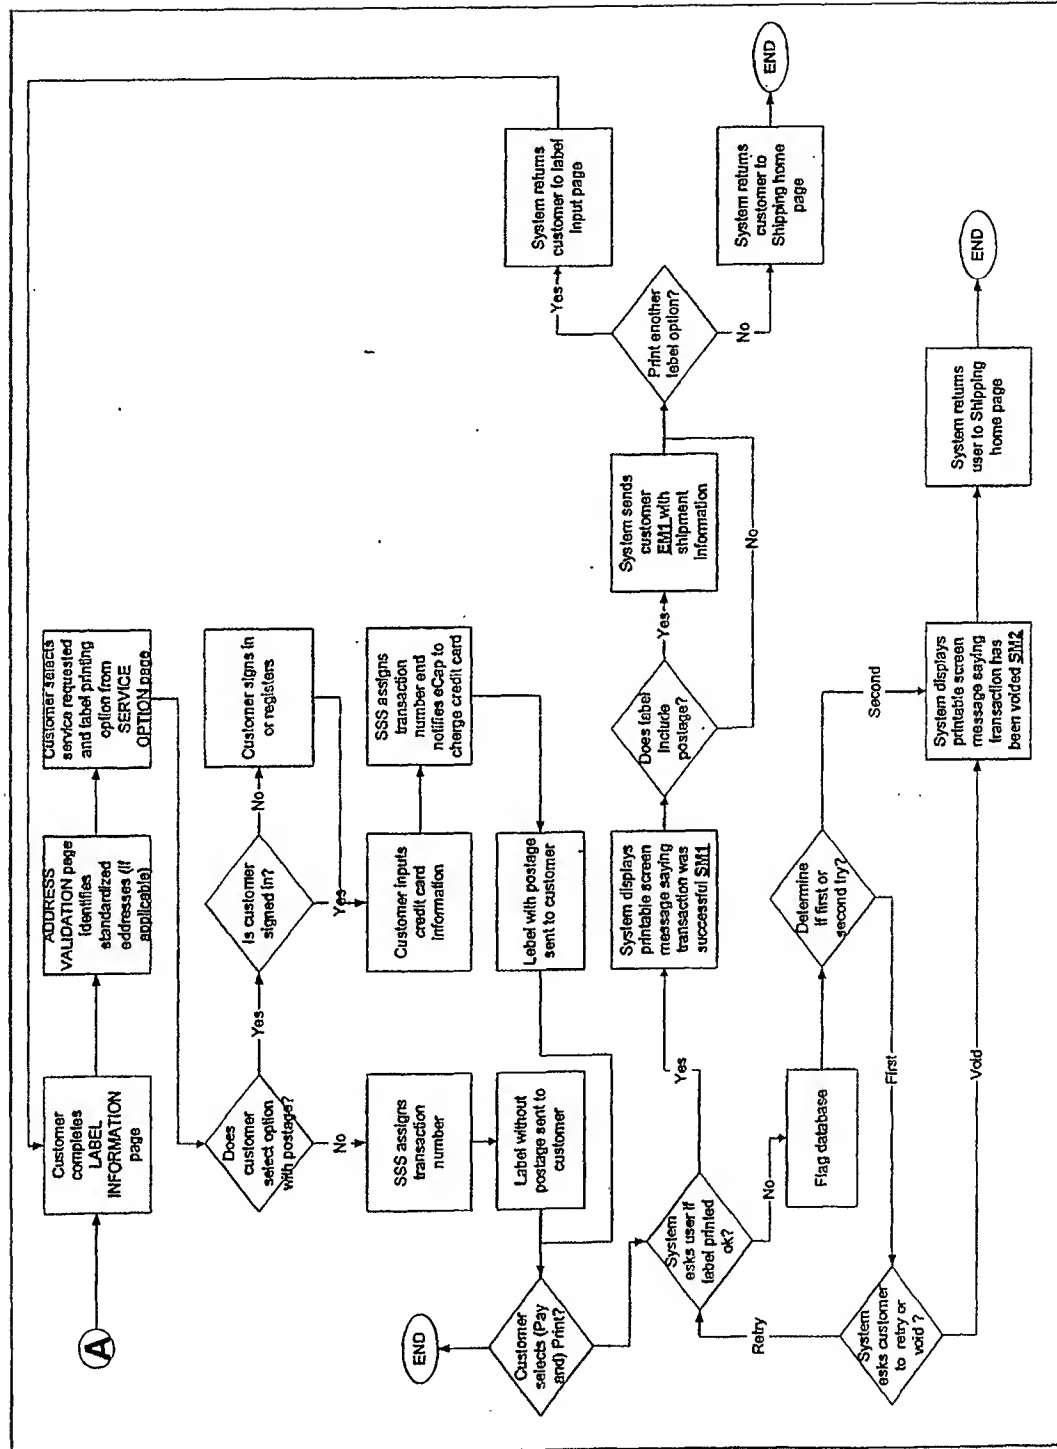 A
Customer
completes
LABEL
INFORMATION
page
ADDRESS
VALIDATION page
identifies
standardized
addresses (if
applicable)
Customer selects
service requested
and label printing
option from
SERVICE
OPTION page
Does
customer
select option
with postage?
Yes
No
Is customer
signed in?
No
Yes
Customer signs in
or registers
SSS assigns
transaction
number
Customer inputs
credit card
information
SSS assigns
transaction
number end
notifies eCap to
charge credit card
Label without
postage sent to
customer
Lebel with postage
sent to customer
END
Customer
selects (Pay
and) Print?
System
esks user if
label printed
ok?
Yes
No
System displays
printable screen
message saying
transaction was
successful SM1
Does label
include
postage?
Yes
No
System sends
customer
EM1 with
shipment
information
Print another
label option?
Yes
No
System returns
customer to label
Input page
System returns
customer to
Shipping home
page
END
Flag database
Determine
if first or
second try?
First
Second
System
esks customer
to retry or
void ?
Retry
Void
System displays
printable screen
message saying
transaction has
been voided SM2
System returns
user to Shipping
home page
END